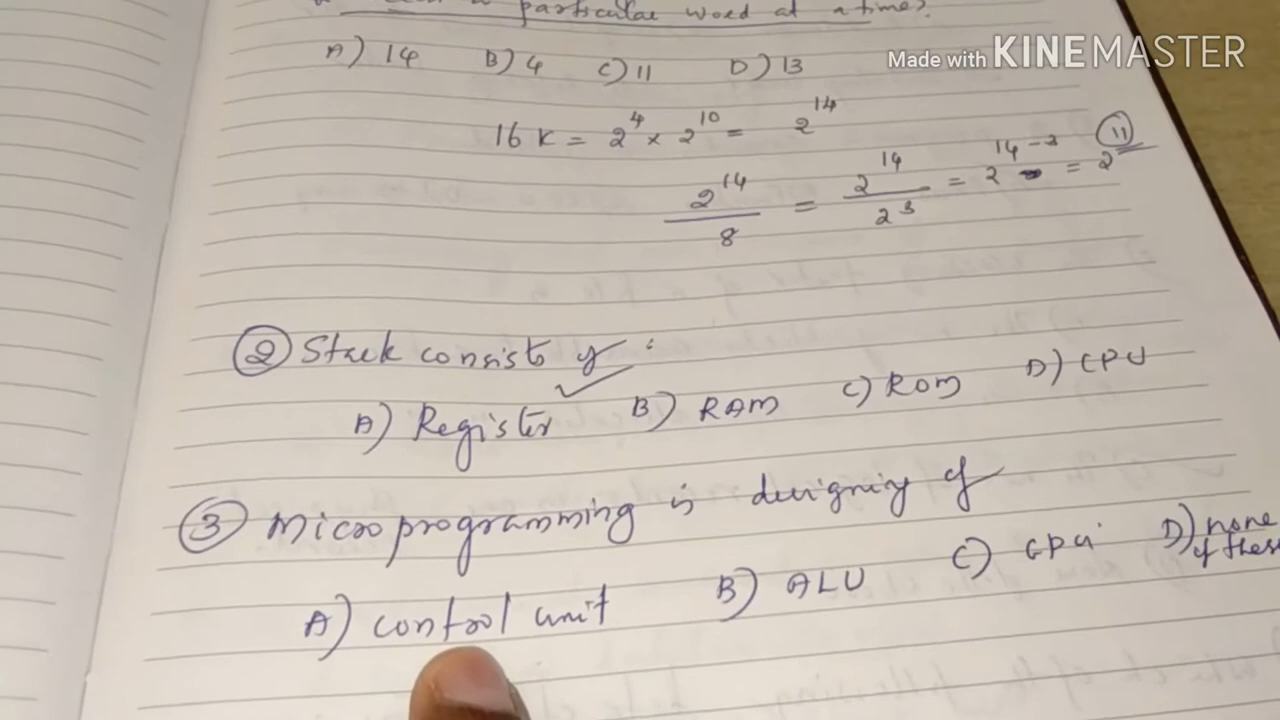 particular word at a time?
A) 14 B) 4 C) 11 D) 13
Made with KINEMASTER
16 K = 2^4 x 2^10 = 2^14
2^14/8 = 2^14/2^3 = 2^14-3 = 2^11
② Stack consists of :
A) Register ✓ B) RAM C) ROM D) CPU
③ Microprogramming is designing of
A) control unit B) ALU C) CPU D) none of these